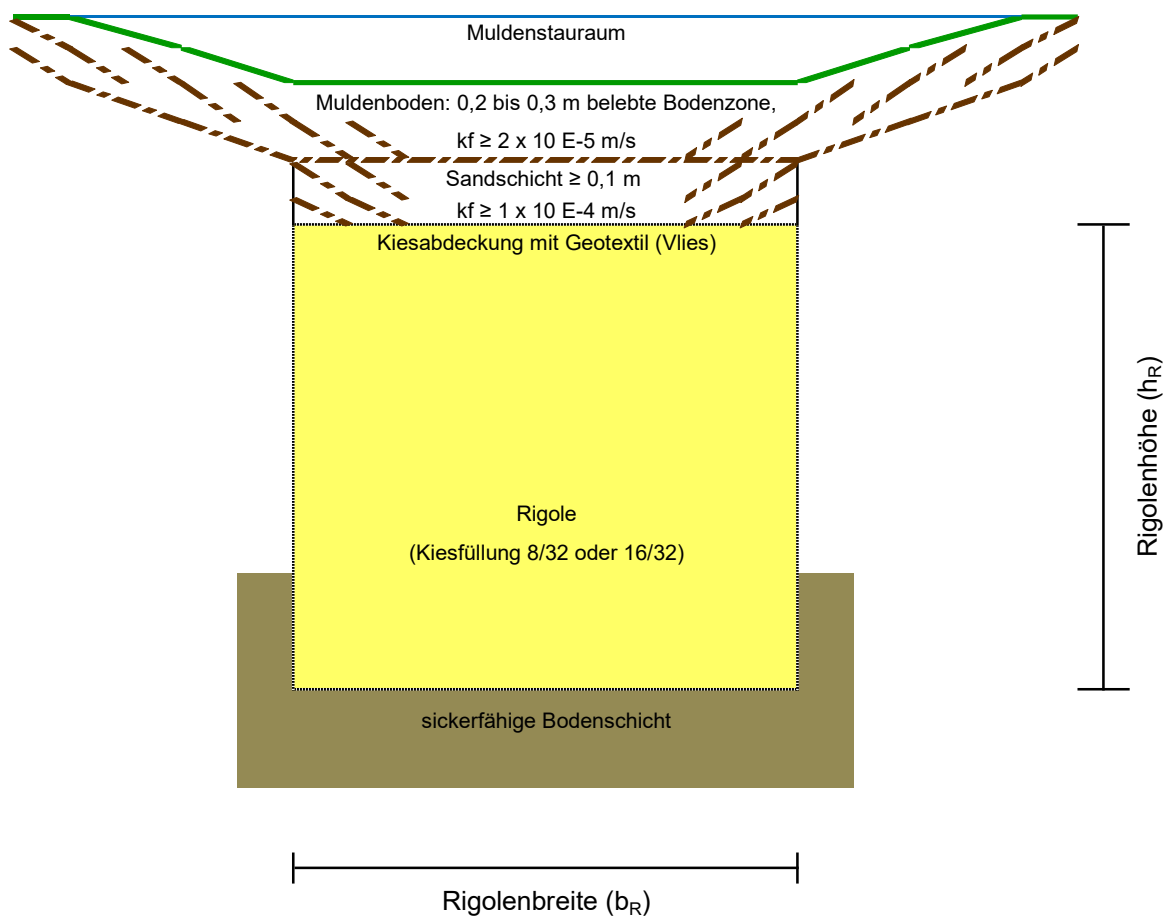 Muldenstauraum
Muldenboden: 0,2 bis 0,3 m belebte Bodenzone,
kf ≥ 2 x 10 E-5 m/s
Sandschicht ≥ 0,1 m
kf ≥ 1 x 10 E-4 m/s
Kiesabdeckung mit Geotextil (Vlies)
Rigole
(Kiesfüllung 8/32 oder 16/32)
sickerfähige Bodenschicht
Rigolenhöhe (hR)
Rigolenbreite (bR)